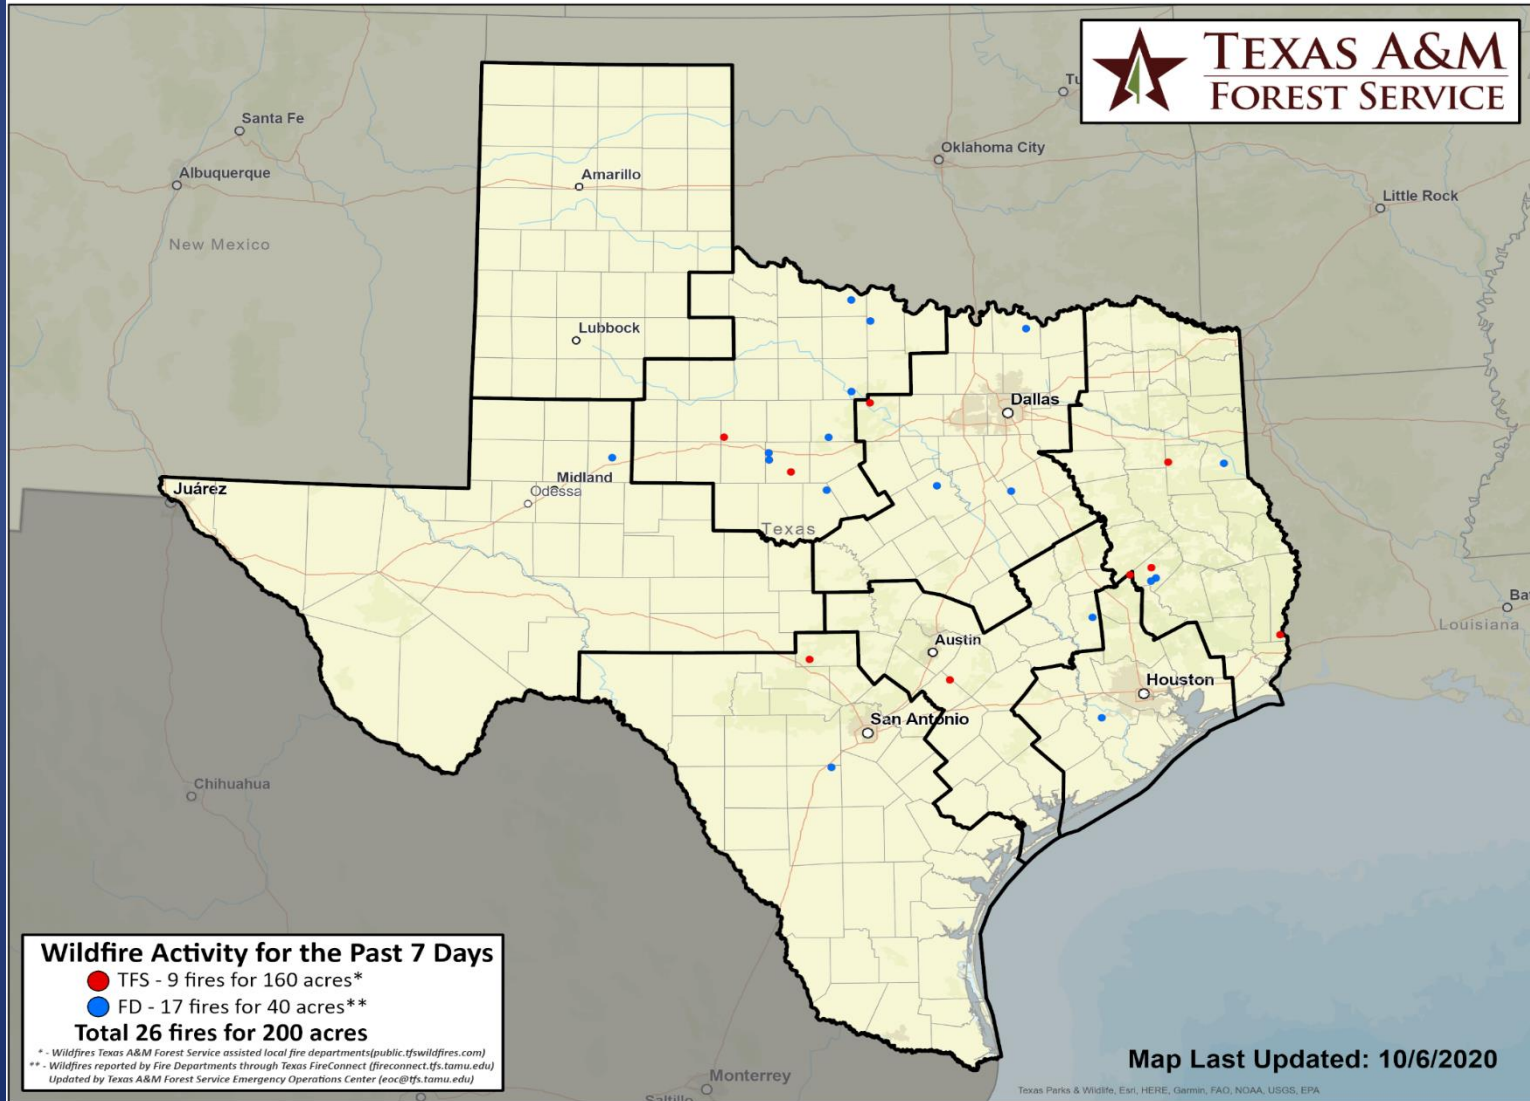 TEXAS A&M
FOREST SERVICE
Santa Fe
Albuquerque
New Mexico
Amarillo
Oklahoma City
Little Rock
Lubbock
Dallas
Juárez
Midland
Odessa
Texas
Austin
Houston
San Antonio
Louisiana
Chihuahua
Monterrey
Wildfire Activity for the Past 7 Days
TFS - 9 fires for 160 acres*
FD - 17 fires for 40 acres**
Total 26 fires for 200 acres
* - Wildfires Texas A&M Forest Service assisted local fire departments(public.tfswildfires.com)
** - Wildfires reported by Fire Departments through Texas FireConnect (fireconnect.tfs.tamu.edu)
Updated by Texas A&M Forest Service Emergency Operations Center (eoc@tfs.tamu.edu)
Map Last Updated: 10/6/2020
Texas Parks & Wildlife, Esri, HERE, Garmin, FAO, NOAA, USGS, EPA